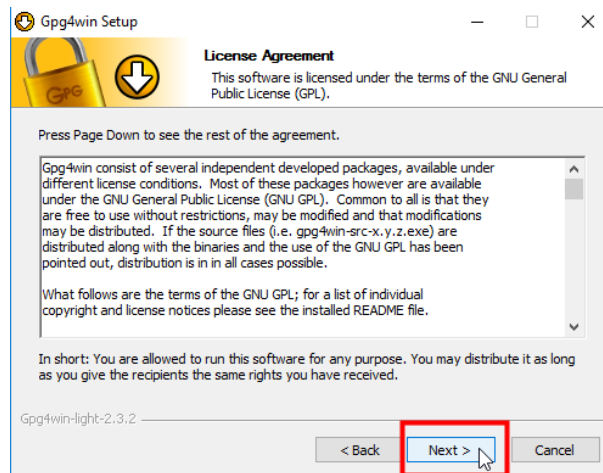 Gpg4win Setup
License Agreement
This software is licensed under the terms of the GNU General
Public License (GPL).
GPG
Press Page Down to see the rest of the agreement.
Gpg4win consist of several independent developed packages, available under
different license conditions.  Most of these packages however are available
under the GNU General Public License (GNU GPL).  Common to all is that they
are free to use without restrictions, may be modified and that modifications
may be distributed.  If the source files (i.e. gpg4win-src-x.y.z.exe) are
distributed along with the binaries and the use of the GNU GPL has been
pointed out, distribution is in in all cases possible.
What follows are the terms of the GNU GPL; for a list of individual
copyright and license notices please see the installed README file.
In short: You are allowed to run this software for any purpose. You may distribute it as long
as you give the recipients the same rights you have received.
Gpg4win-light-2.3.2
< Back
Next >
Cancel